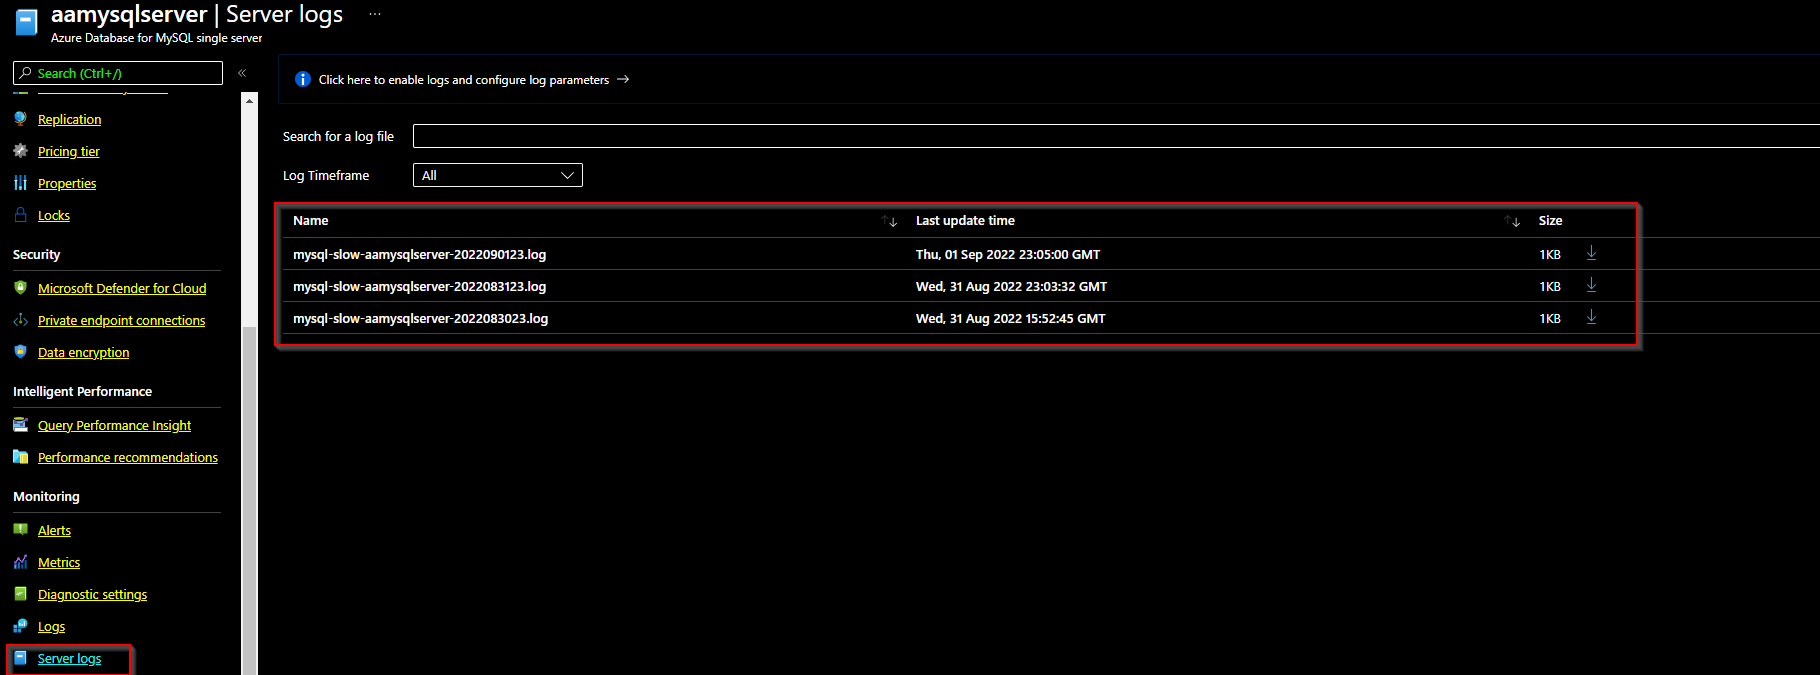 aamysqlserver | Server logs ...
Azure Database for MySQL single server
Search (Ctrl+/)
«
Click here to enable logs and configure log parameters →
Replication
Pricing tier
Properties
Locks
Security
Microsoft Defender for Cloud
Private endpoint connections
Data encryption
Intelligent Performance
Query Performance Insight
Performance recommendations
Monitoring
Alerts
Metrics
Diagnostic settings
Logs
Server logs
Search for a log file
Log Timeframe All
Name ↑↓ Last update time ↑↓ Size
mysql-slow-aamysqlserver-2022090123.log Thu, 01 Sep 2022 23:05:00 GMT 1KB
mysql-slow-aamysqlserver-2022083123.log Wed, 31 Aug 2022 23:03:32 GMT 1KB
mysql-slow-aamysqlserver-2022083023.log Wed, 31 Aug 2022 15:52:45 GMT 1KB